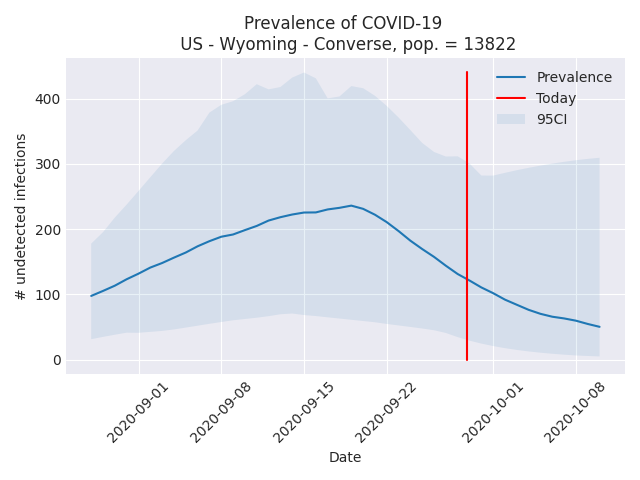 Prevalence of COVID-19
US - Wyoming - Converse, pop. = 13822
Prevalence
Today
95CI
# undetected infections
400
300
200
100
0
2020-09-01
2020-09-08
2020-09-15
2020-09-22
2020-10-01
2020-10-08
Date